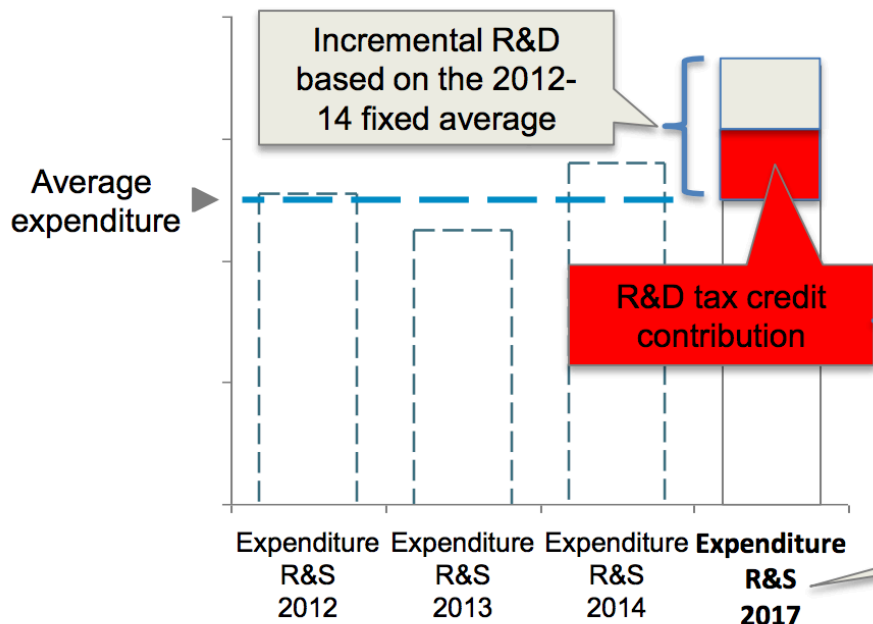 Incremental R&D
based on the 2012-
14 fixed average
Average
expenditure
R&D tax credit
contribution
Expenditure
R&S
2012
Expenditure
R&S
2013
Expenditure
R&S
2014
Expenditure
R&S
2017